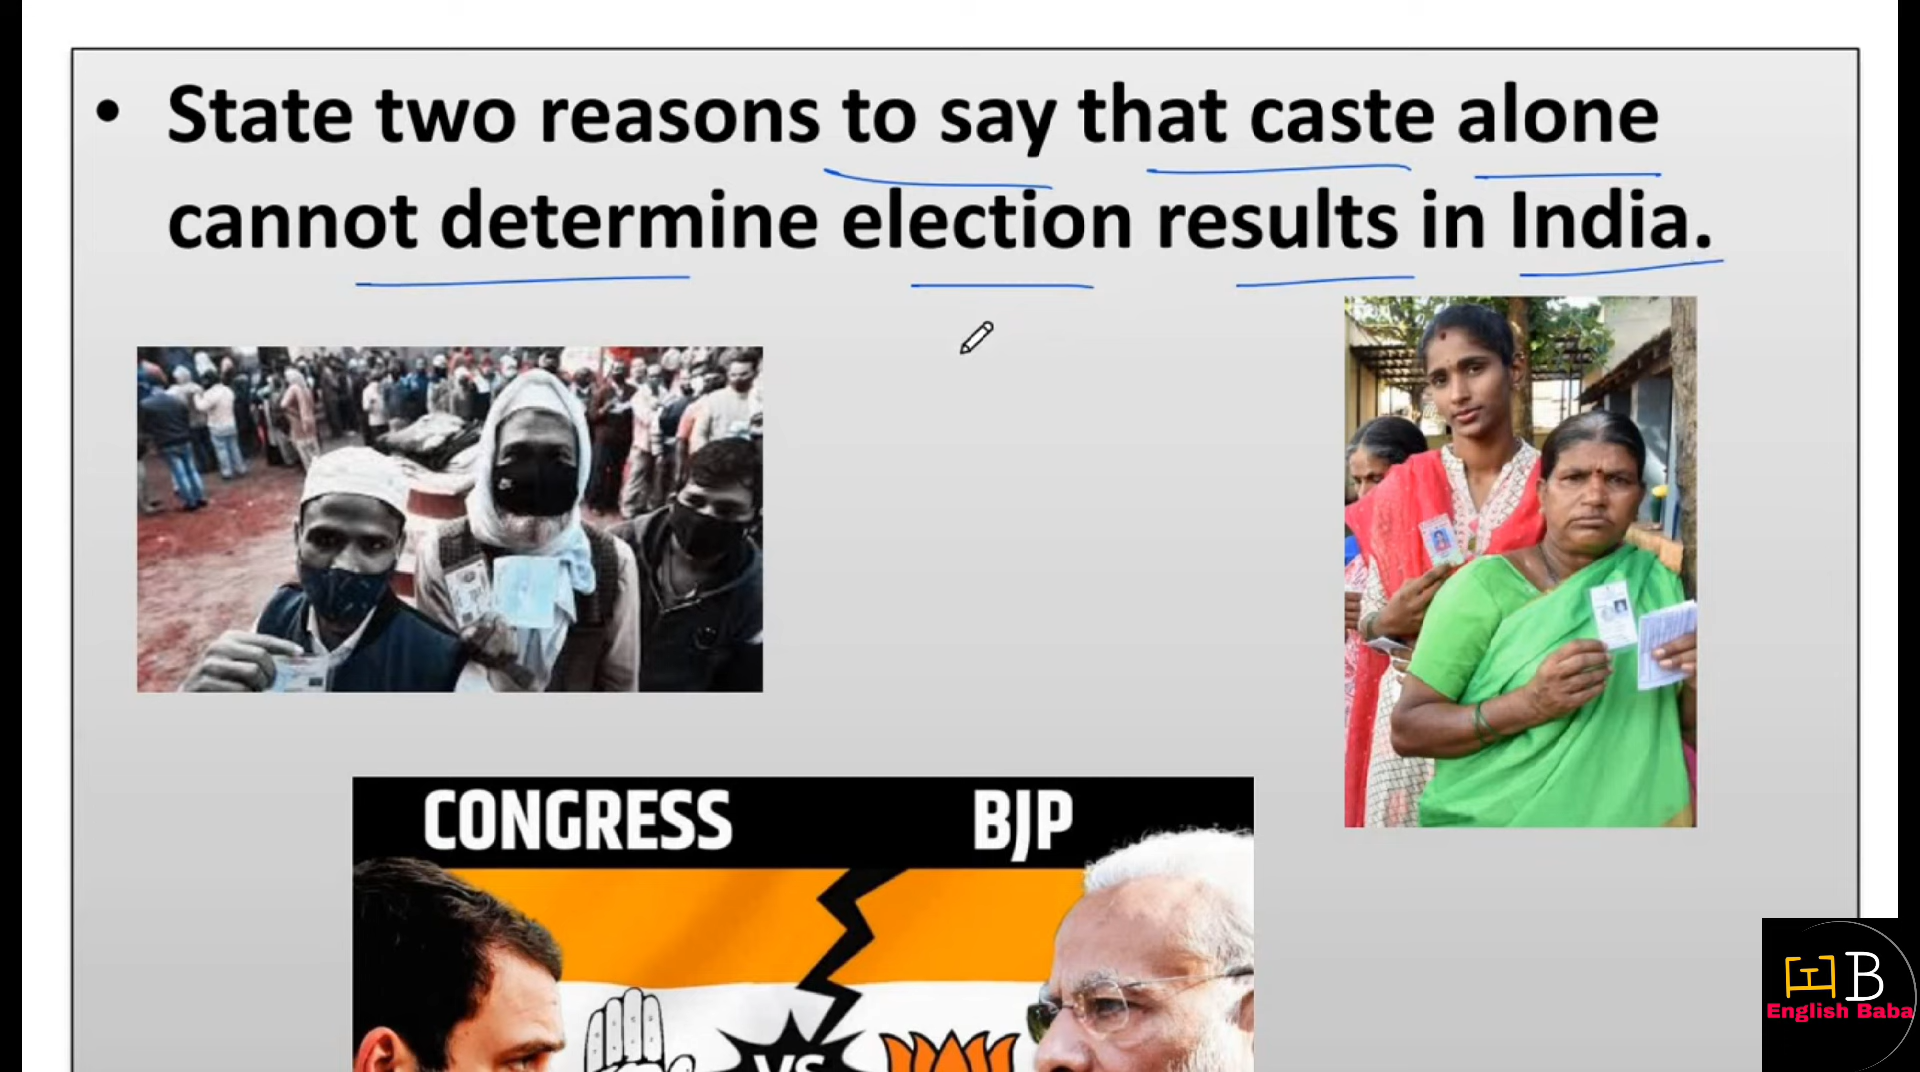 • State two reasons to say that caste alone
cannot determine election results in India.
CONGRESS
BJP
VS
HB
English Baba